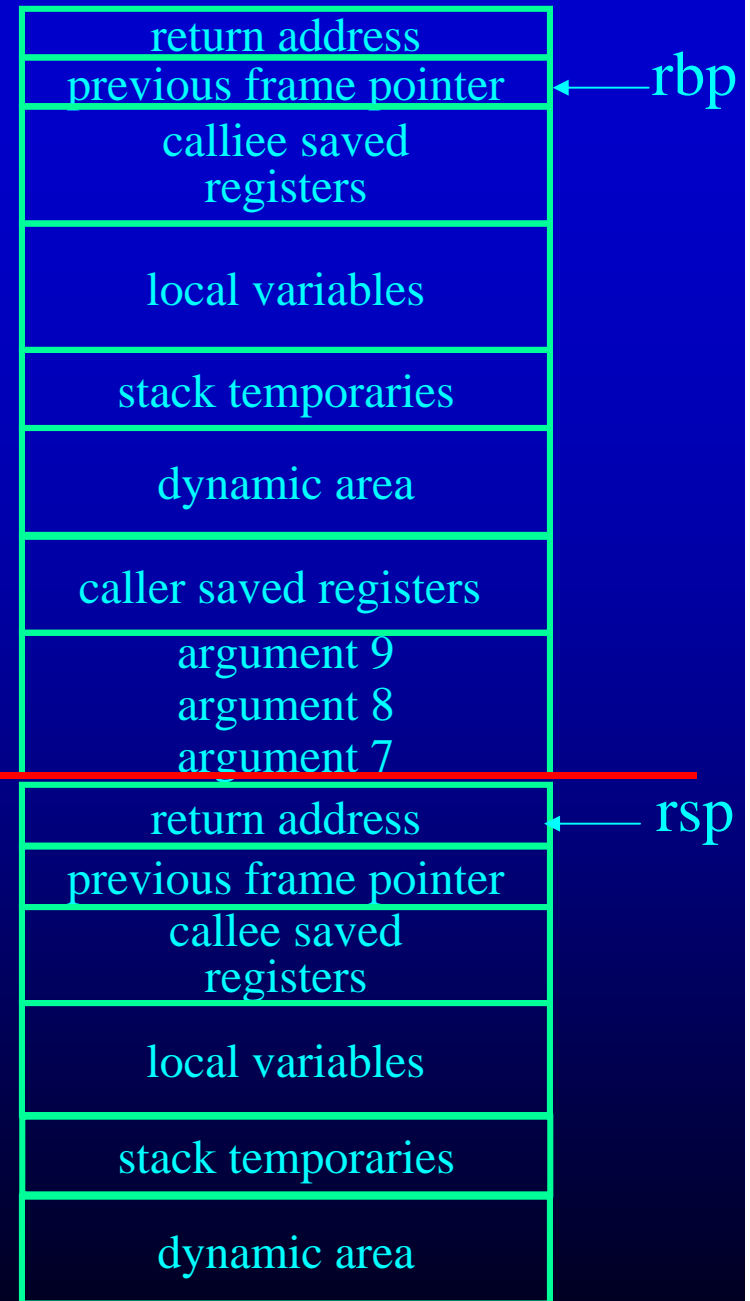 return address
previous frame pointer
rbp
calliee saved
registers
local variables
stack temporaries
dynamic area
caller saved registers
argument 9
argument 8
argument 7
return address
rsp
previous frame pointer
callee saved
registers
local variables
stack temporaries
dynamic area